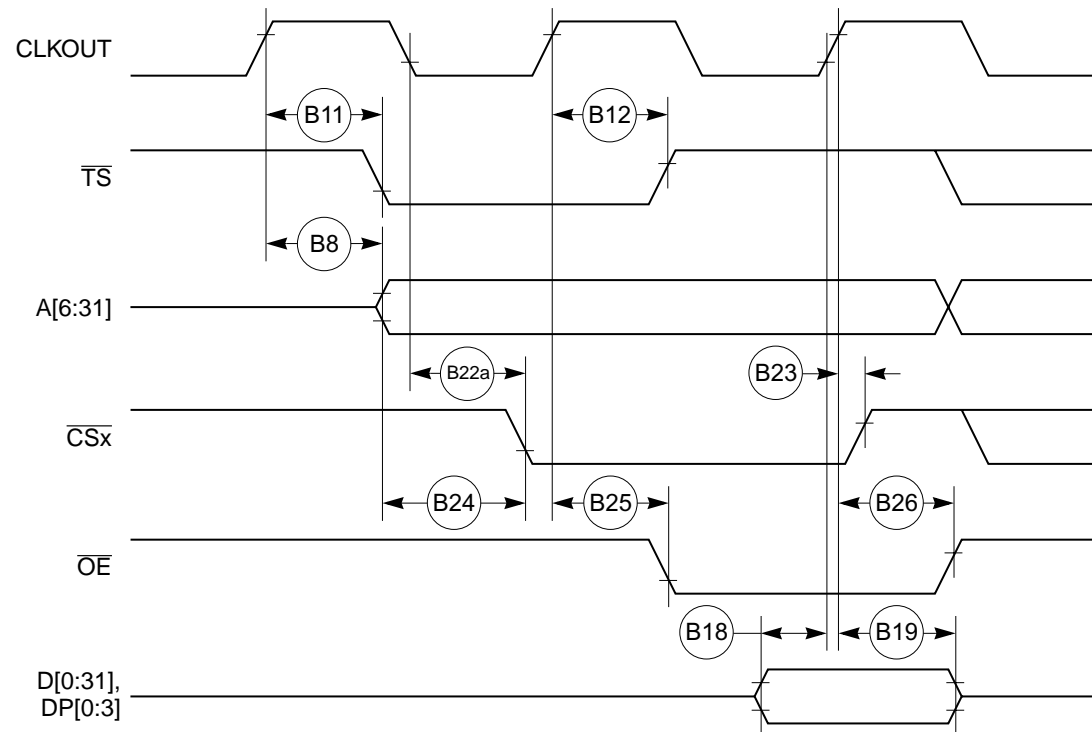 CLKOUT
B11
B12
TS
B8
A[6:31]
B22a
B23
CSx
B24
B25
B26
OE
B18
B19
D[0:31],
DP[0:3]